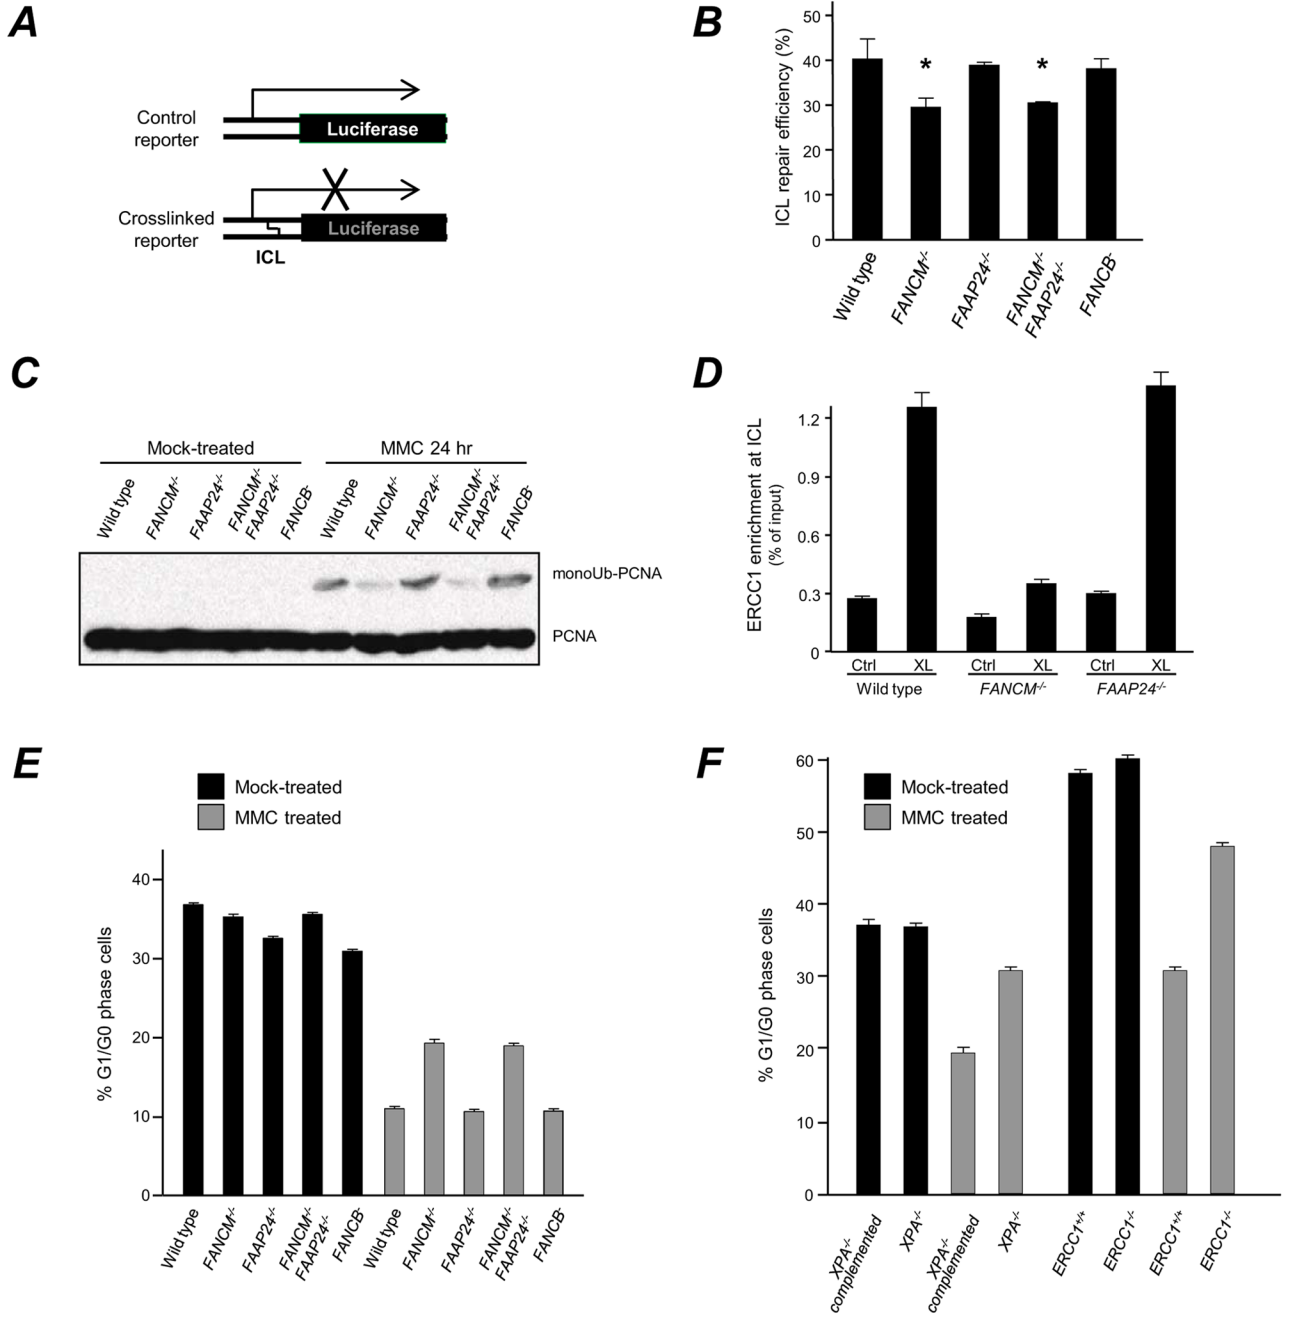 A
Control
reporter
Luciferase
Crosslinked
reporter
Luciferase
ICL
B
ICL repair efficiency (%)
50
40
30
20
10
0
*
*
Wild type
FANCM-/-
FAAP24-/-
FANCM-/-
FAAP24-/-
FANCB-
C
Mock-treated
MMC 24 hr
Wild type
FANCM-/-
FAAP24-/-
FANCM-/-
FAAP24-/-
FANCB-
Wild type
FANCM-/-
FAAP24-/-
FANCM-/-
FAAP24-/-
FANCB-
monoUb-PCNA
PCNA
D
ERCC1 enrichment at ICL
(% of input)
1.2
0.9
0.6
0.3
0
Ctrl
XL
Ctrl
XL
Ctrl
XL
Wild type
FANCM-/-
FAAP24-/-
E
Mock-treated
MMC treated
% G1/G0 phase cells
40
30
20
10
0
Wild type
FANCM-/-
FAAP24-/-
FANCM-/-
FAAP24-/-
FANCB-
Wild type
FANCM-/-
FAAP24-/-
FANCM-/-
FAAP24-/-
FANCB-
F
Mock-treated
MMC treated
% G1/G0 phase cells
60
50
40
30
20
10
0
XPA-/-
complemented
XPA-/-
XPA-/-
complemented
XPA-/-
ERCC1+/+
ERCC1-/-
ERCC1+/+
ERCC1-/-